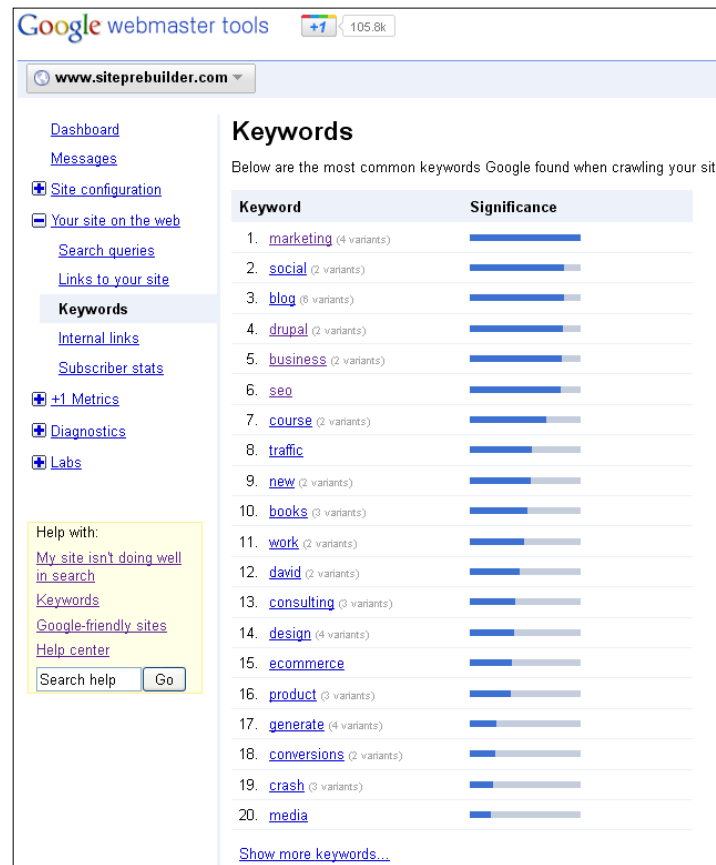 Google webmaster tools +1 105.8k
www.siteprebuilder.com
Dashboard
Messages
Site configuration
Your site on the web
Search queries
Links to your site
Keywords
Internal links
Subscriber stats
+1 Metrics
Diagnostics
Labs
Help with:
My site isn't doing well
in search
Keywords
Google-friendly sites
Help center
Search help Go
Keywords
Below are the most common keywords Google found when crawling your sit
Keyword Significance
1. marketing (4 variants)
2. social (2 variants)
3. blog (6 variants)
4. drupal (2 variants)
5. business (2 variants)
6. seo
7. course (2 variants)
8. traffic
9. new (2 variants)
10. books (3 variants)
11. work (2 variants)
12. david (2 variants)
13. consulting (3 variants)
14. design (4 variants)
15. ecommerce
16. product (3 variants)
17. generate (4 variants)
18. conversions (2 variants)
19. crash (3 variants)
20. media
Show more keywords...